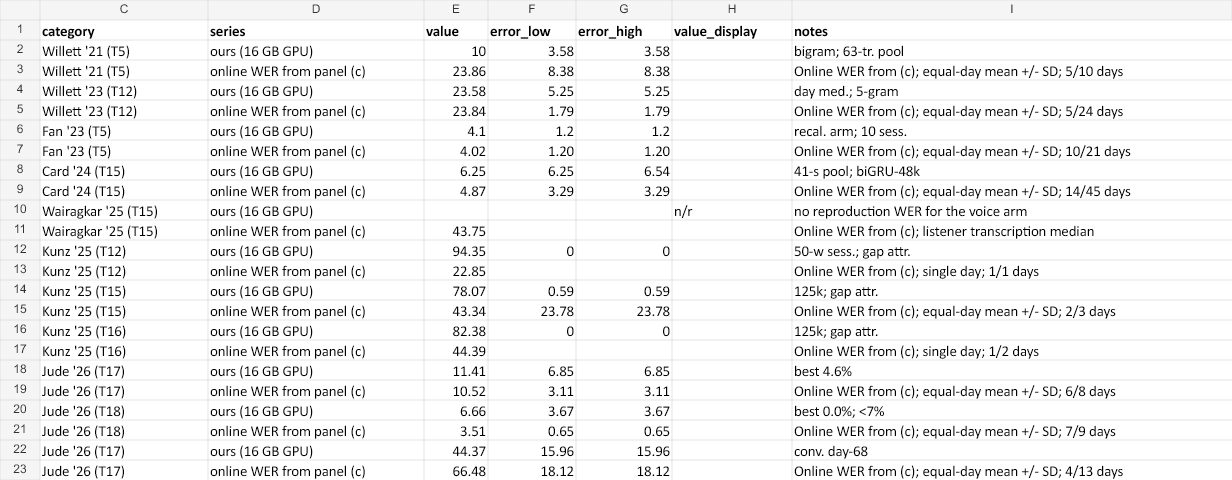 C D E F G H I
1 category series value error_low error_high value_display notes
2 Willett '21 (T5) ours (16 GB GPU) 10 3.58 3.58 bigram; 63-tr. pool
3 Willett '21 (T5) online WER from panel (c) 23.86 8.38 8.38 Online WER from (c); equal-day mean +/- SD; 5/10 days
4 Willett '23 (T12) ours (16 GB GPU) 23.58 5.25 5.25 day med.; 5-gram
5 Willett '23 (T12) online WER from panel (c) 23.84 1.79 1.79 Online WER from (c); equal-day mean +/- SD; 5/24 days
6 Fan '23 (T5) ours (16 GB GPU) 4.1 1.2 1.2 recal. arm; 10 sess.
7 Fan '23 (T5) online WER from panel (c) 4.02 1.20 1.20 Online WER from (c); equal-day mean +/- SD; 10/21 days
8 Card '24 (T15) ours (16 GB GPU) 6.25 6.25 6.54 41-s pool; biGRU-48k
9 Card '24 (T15) online WER from panel (c) 4.87 3.29 3.29 Online WER from (c); equal-day mean +/- SD; 14/45 days
10 Wairagkar '25 (T15) ours (16 GB GPU) n/r no reproduction WER for the voice arm
11 Wairagkar '25 (T15) online WER from panel (c) 43.75 Online WER from (c); listener transcription median
12 Kunz '25 (T12) ours (16 GB GPU) 94.35 0 0 50-w sess.; gap attr.
13 Kunz '25 (T12) online WER from panel (c) 22.85 Online WER from (c); single day; 1/1 days
14 Kunz '25 (T15) ours (16 GB GPU) 78.07 0.59 0.59 125k; gap attr.
15 Kunz '25 (T15) online WER from panel (c) 43.34 23.78 23.78 Online WER from (c); equal-day mean +/- SD; 2/3 days
16 Kunz '25 (T16) ours (16 GB GPU) 82.38 0 0 125k; gap attr.
17 Kunz '25 (T16) online WER from panel (c) 44.39 Online WER from (c); single day; 1/2 days
18 Jude '26 (T17) ours (16 GB GPU) 11.41 6.85 6.85 best 4.6%
19 Jude '26 (T17) online WER from panel (c) 10.52 3.11 3.11 Online WER from (c); equal-day mean +/- SD; 6/8 days
20 Jude '26 (T18) ours (16 GB GPU) 6.66 3.67 3.67 best 0.0%; <7%
21 Jude '26 (T18) online WER from panel (c) 3.51 0.65 0.65 Online WER from (c); equal-day mean +/- SD; 7/9 days
22 Jude '26 (T17) ours (16 GB GPU) 44.37 15.96 15.96 conv. day-68
23 Jude '26 (T17) online WER from panel (c) 66.48 18.12 18.12 Online WER from (c); equal-day mean +/- SD; 4/13 days